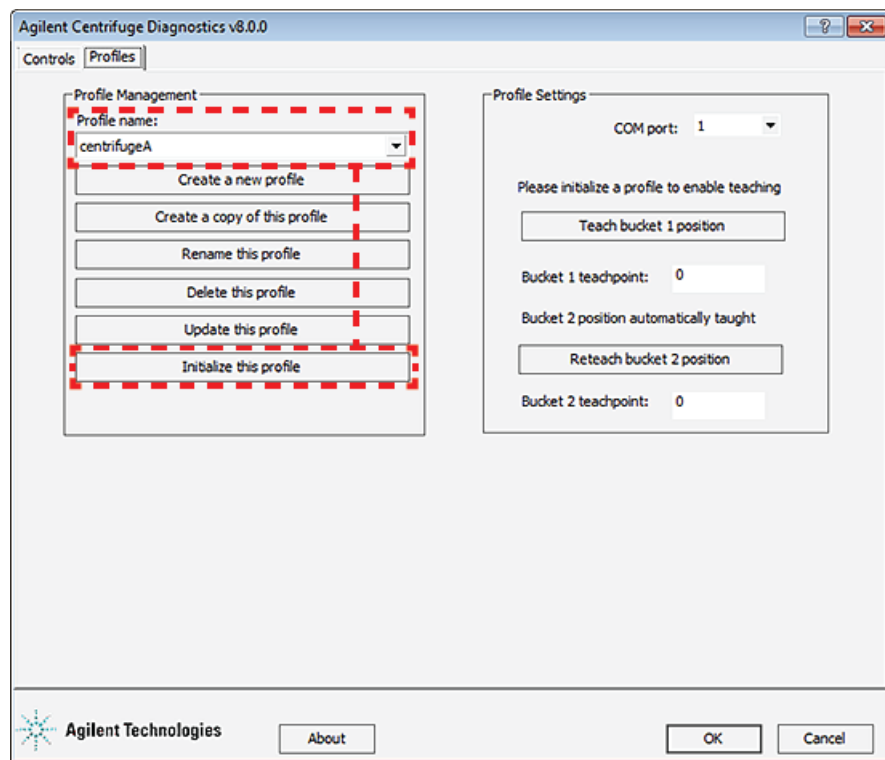 Agilent Centrifuge Diagnostics v8.0.0
Controls Profiles
Profile Management
Profile name:
centrifugeA
Create a new profile
Create a copy of this profile
Rename this profile
Delete this profile
Update this profile
Initialize this profile
Profile Settings
COM port: 1
Please initialize a profile to enable teaching
Teach bucket 1 position
Bucket 1 teachpoint: 0
Bucket 2 position automatically taught
Reteach bucket 2 position
Bucket 2 teachpoint: 0
Agilent Technologies
About
OK
Cancel